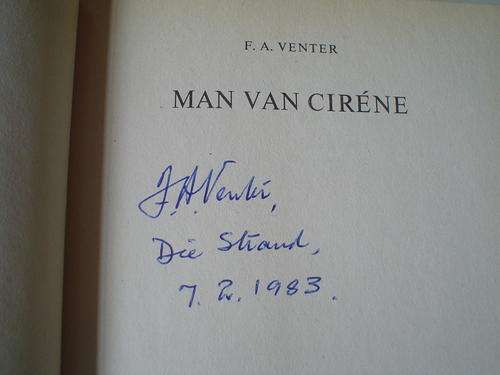 F. A. VENTER
MAN VAN CIRÉNE
F.A.Venter,
Die Strand,
7. 2. 1983.